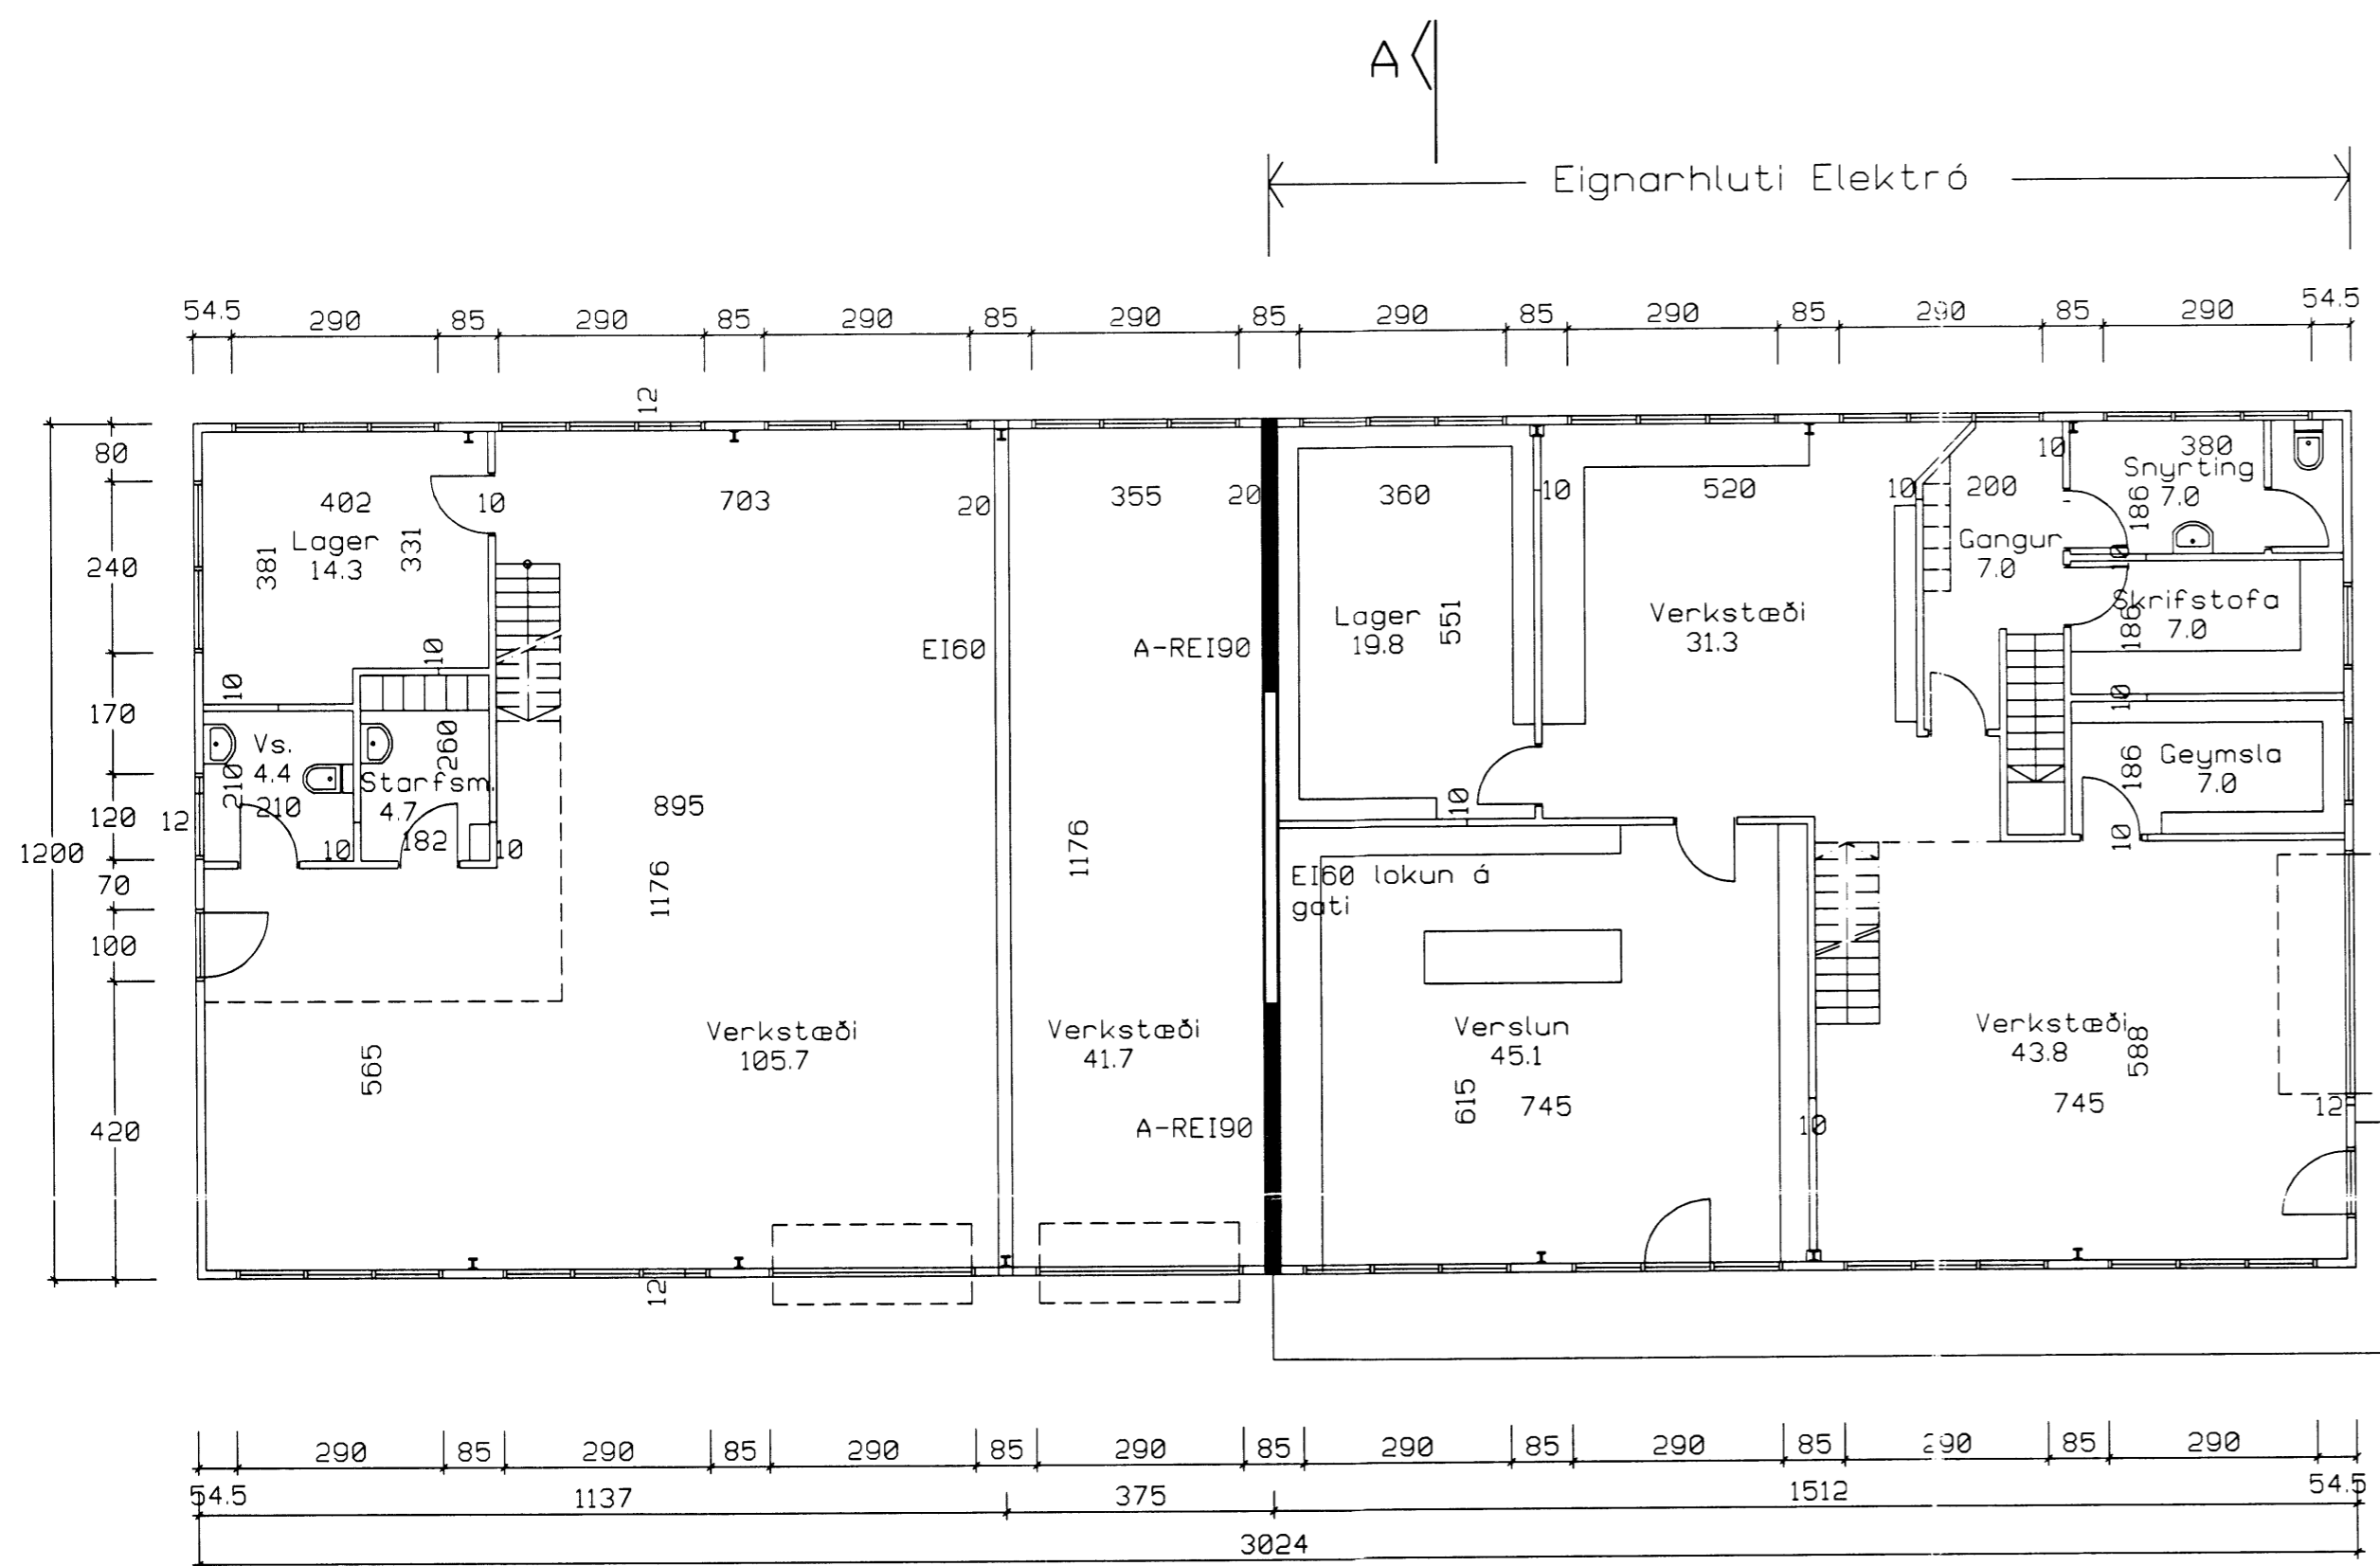 A
Eignarhluti Elektró
54.5 290 85 290 85 290 85 290 85 290 85 290 85 290 85 290 54.5
12
80
240
170
120
70
100
420
1200
12
402
10
Lager
14.3
381
331
10
10
703
20
355
20
360
10
520
10
200
10
380
Snyrting
7.0
186
10
Gangur
7.0
Lager
19.8
551
Verkstæði
31.3
Skrifstofa
7.0
186
10
EI60
A-REI90
Vs.
4.4
210
210
10
260
Starfsm.
4.7
182
10
895
1176
1176
10
Geymsla
7.0
186
10
EI60 lokun á
gati
Verkstæði
105.7
565
Verkstæði
41.7
Verslun
45.1
615
745
10
Verkstæði
43.8
588
745
12
A-REI90
12
290 85 290 85 290 85 290 85 290 85 290 85 290 85 290
54.5 1137 375 1512 54.5
3024